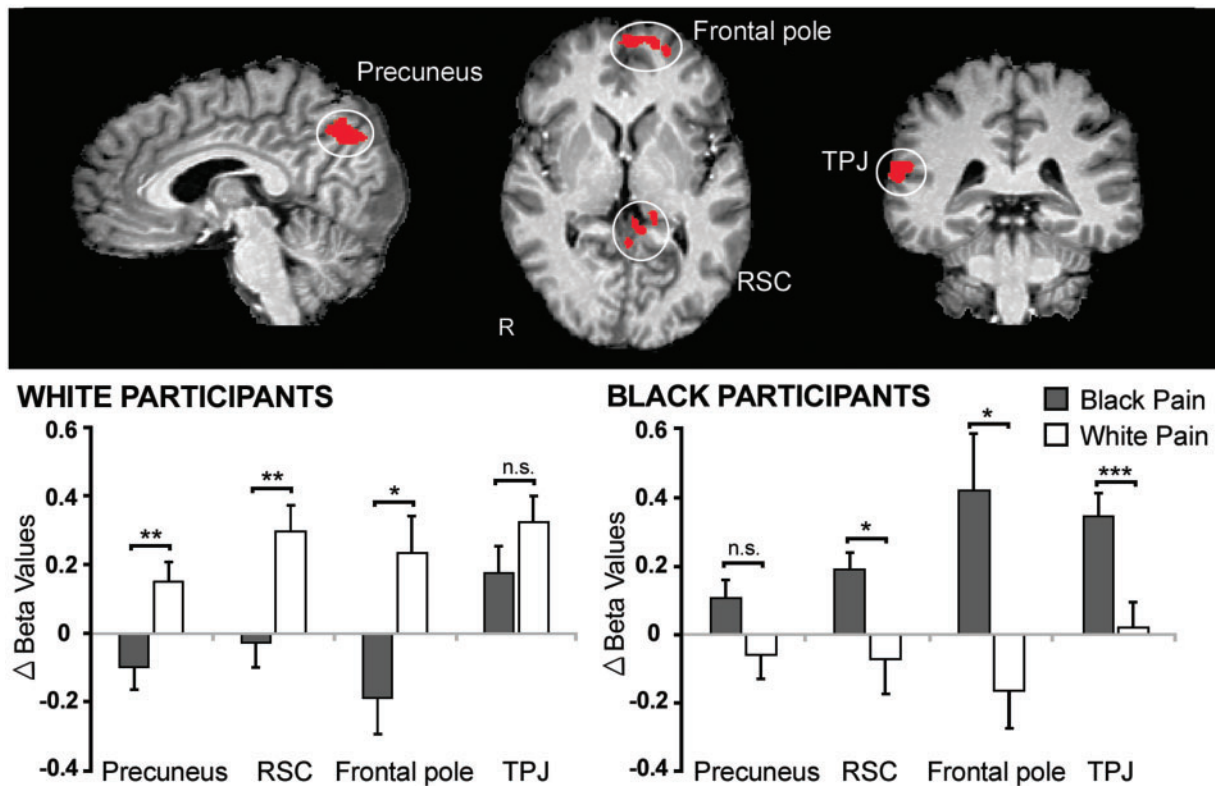 Precuneus
Frontal pole
TPJ
RSC
R
WHITE PARTICIPANTS
BLACK PARTICIPANTS
Black Pain
White Pain
△ Beta Values
0.6
0.4
0.2
0
-0.2
-0.4
**
**
*
n.s.
Precuneus
RSC
Frontal pole
TPJ
△ Beta Values
0.6
0.4
0.2
0
-0.2
-0.4
n.s.
*
*
***
Precuneus
RSC
Frontal pole
TPJ